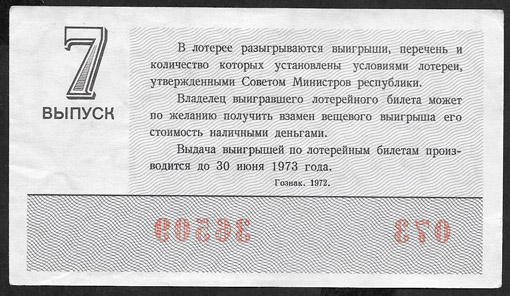 7
ВЫПУСК
В лотерее разыгрываются выигрыши, перечень и
количество которых установлены условиями лотереи,
утвержденными Советом Министров республики.
Владелец выигравшего лотерейного билета может
по желанию получить взамен вещевого выигрыша его
стоимость наличными деньгами.
Выдача выигрышей по лотерейным билетам произ-
водится до 30 июня 1973 года.
Гознак. 1972.
36509 073